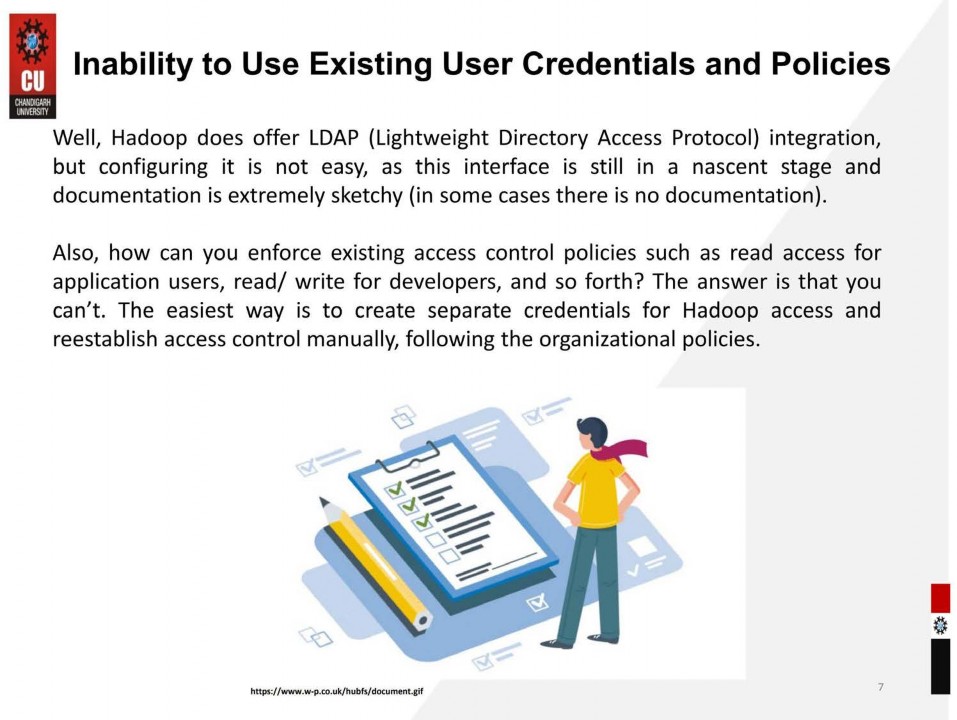 CU
CHANDIGARH
UNIVERSITY
Inability to Use Existing User Credentials and Policies
Well, Hadoop does offer LDAP (Lightweight Directory Access Protocol) integration,
but configuring it is not easy, as this interface is still in a nascent stage and
documentation is extremely sketchy (in some cases there is no documentation).
Also, how can you enforce existing access control policies such as read access for
application users, read/ write for developers, and so forth? The answer is that you
can’t. The easiest way is to create separate credentials for Hadoop access and
reestablish access control manually, following the organizational policies.
https://www.w-p.co.uk/hubfs/document.gif
7